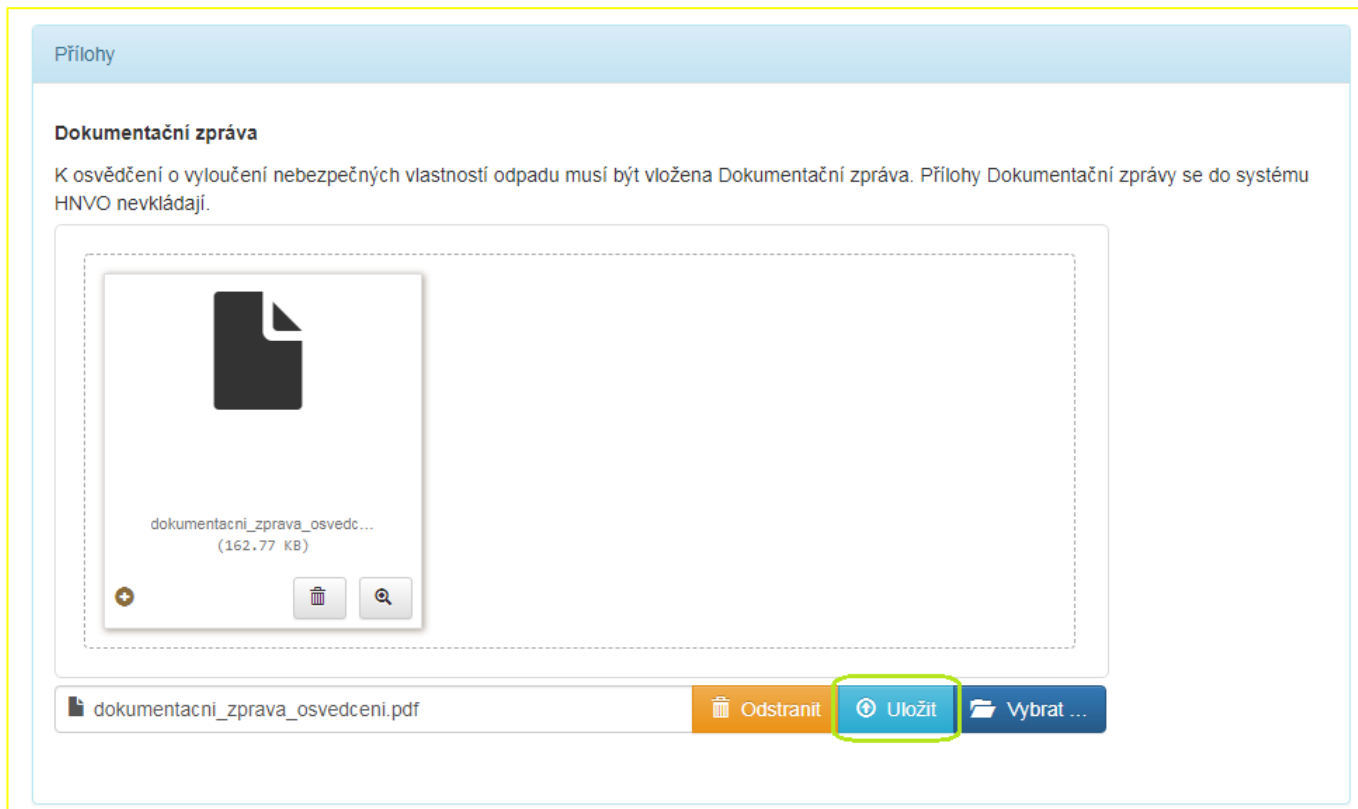 Přílohy
Dokumentační zpráva
K osvědčení o vyloučení nebezpečných vlastností odpadu musí být vložena Dokumentační zpráva. Přílohy Dokumentační zprávy se do systému
HNVO nevkládají.
dokumentacni_zprava_osvedc...
(162.77 KB)
dokumentacni_zprava_osvedceni.pdf Odstranit Uložit Vybrat ...